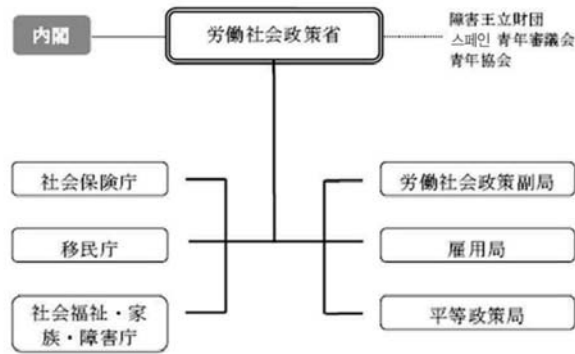 内閣
労働社会政策省
障害王立財団
스페인 青年審議会
青年協会
社会保険庁
労働社会政策副局
移民庁
雇用局
社会福祉・家
族・障害庁
平等政策局